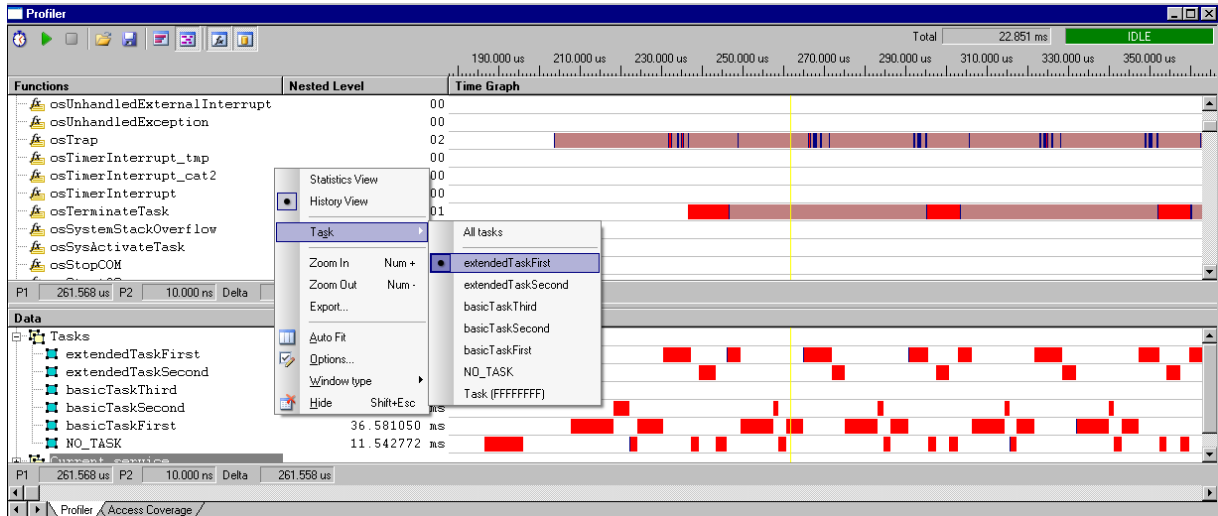 Profiler
Total 22.851 ms IDLE
190.000 us 210.000 us 230.000 us 250.000 us 270.000 us 290.000 us 310.000 us 330.000 us 350.000 us
Functions Nested Level Time Graph
osUnhandledExternalInterrupt 00
osUnhandledException 00
osTrap 02
osTimerInterrupt_tmp 00
osTimerInterrupt_cat2 00
osTimerInterrupt 00
osTerminateTask 01
osSystemStackOverflow
osSysActivateTask
osStopCOM
Statistics View
History View
Task
Zoom In Num +
Zoom Out Num -
Export...
Auto Fit
Options...
Window type
Hide Shift+Esc
All tasks
extendedTaskFirst
extendedTaskSecond
basicTaskThird
basicTaskSecond
basicTaskFirst
NO_TASK
Task (FFFFFFFF)
P1 261.568 us P2 10.000 ns Delta
Data
Tasks
extendedTaskFirst
extendedTaskSecond
basicTaskThird
basicTaskSecond ms
basicTaskFirst 36.581050 ms
NO_TASK 11.542772 ms
Current service
P1 261.568 us P2 10.000 ns Delta 261.558 us
Profiler Access Coverage